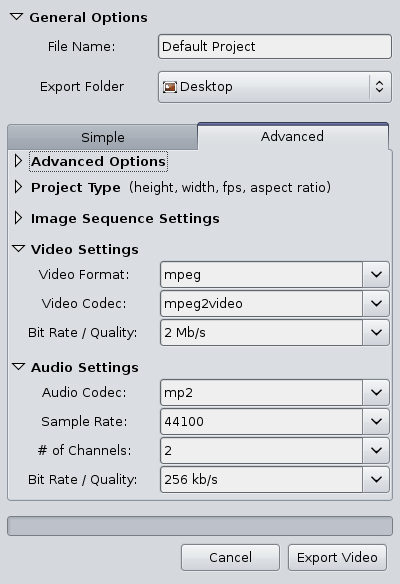 General Options
File Name: Default Project
Export Folder Desktop
Simple Advanced
Advanced Options
Project Type (height, width, fps, aspect ratio)
Image Sequence Settings
Video Settings
Video Format: mpeg
Video Codec: mpeg2video
Bit Rate / Quality: 2 Mb/s
Audio Settings
Audio Codec: mp2
Sample Rate: 44100
# of Channels: 2
Bit Rate / Quality: 256 kb/s
Cancel Export Video